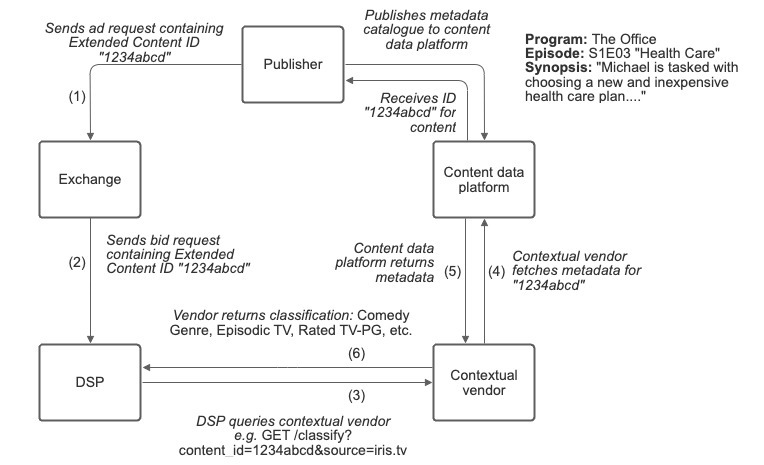 Sends ad request containing
Extended Content ID
"1234abcd"
Publishes metadata
catalogue to content
data platform
Program: The Office
Episode: S1E03 "Health Care"
Synopsis: "Michael is tasked with
choosing a new and inexpensive
health care plan...."
Publisher
(1)
Receives ID
"1234abcd" for
content
Exchange
Content data
platform
(2)
Sends bid request
containing Extended
Content ID "1234abcd"
Content data
platform returns
metadata
(5)
(4)
Contextual vendor
fetches metadata for
"1234abcd"
Vendor returns classification: Comedy
Genre, Episodic TV, Rated TV-PG, etc.
(6)
DSP
Contextual
vendor
(3)
DSP queries contextual vendor
e.g. GET /classify?
content_id=1234abcd&source=iris.tv